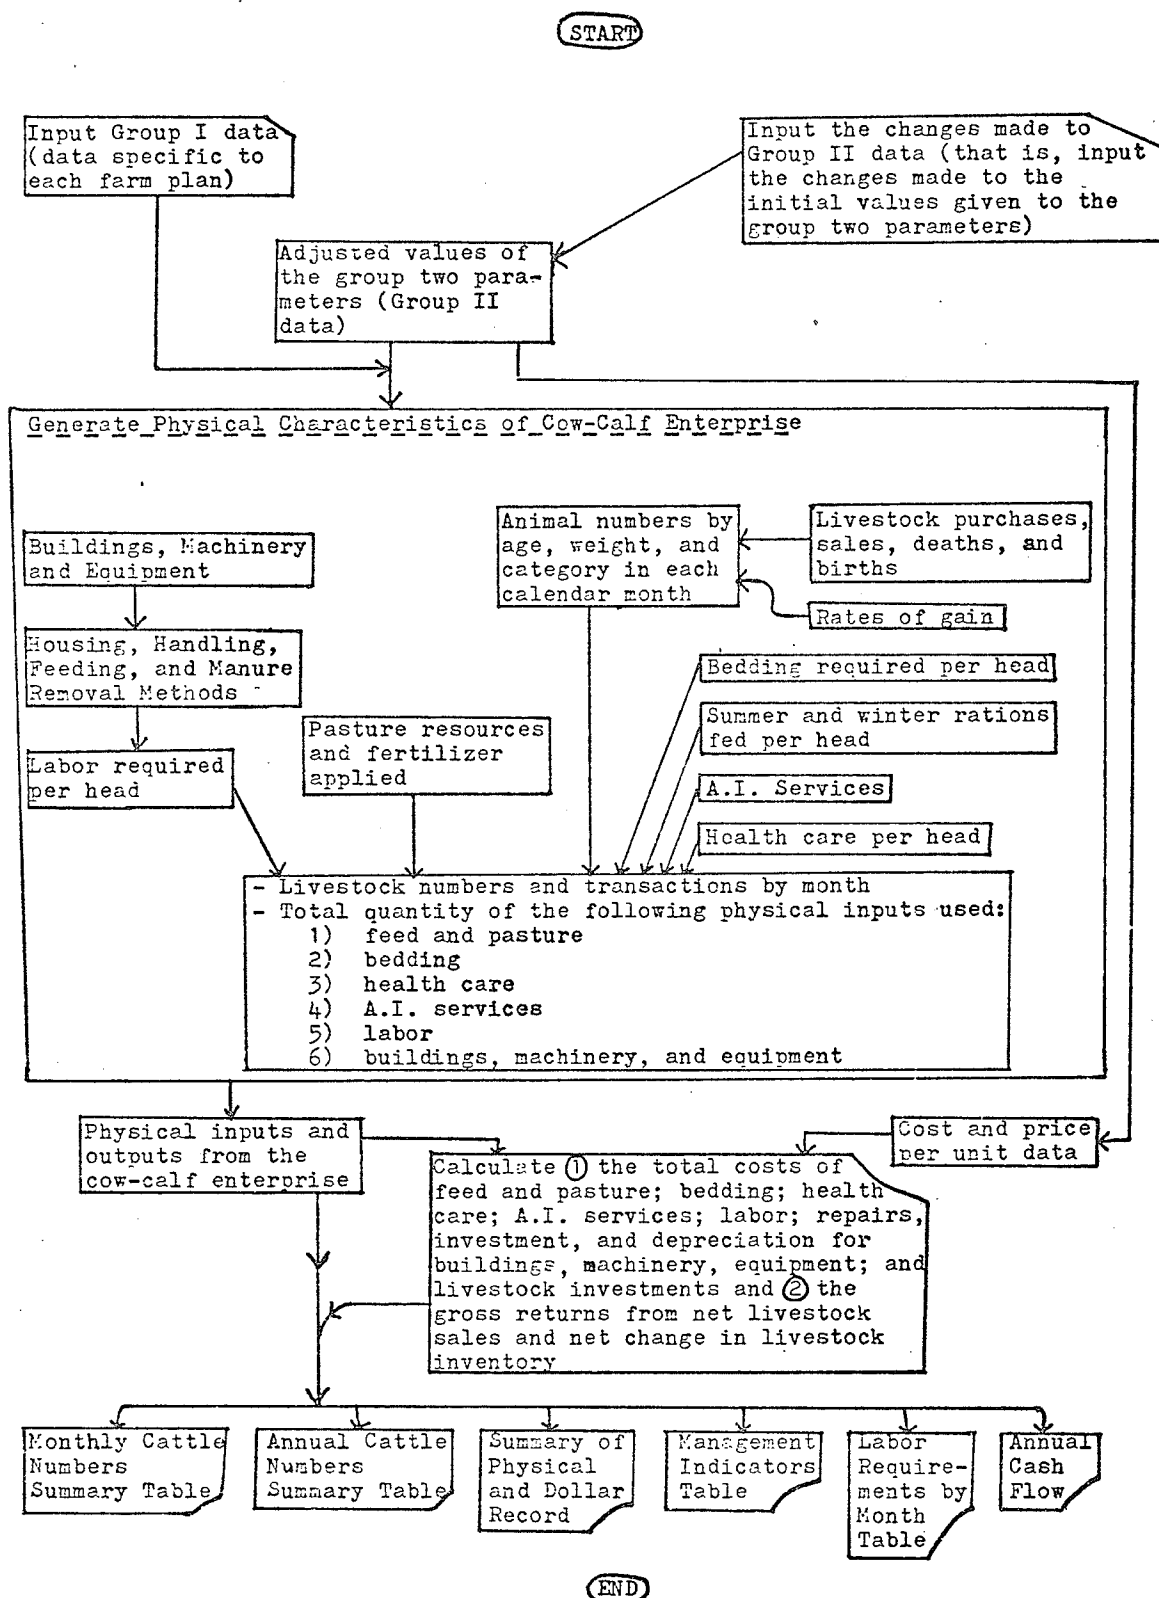 START
Input Group I data
(data specific to
each farm plan)
Input the changes made to
Group II data (that is, input
the changes made to the
initial values given to the
group two parameters)
Adjusted values of
the group two para-
meters (Group II
data)
Generate Physical Characteristics of Cow-Calf Enterprise
Buildings, Machinery
and Equipment
Housing, Handling,
Feeding, and Manure
Removal Methods
Labor required
per head
Pasture resources
and fertilizer
applied
Animal numbers by
age, weight, and
category in each
calendar month
Livestock purchases,
sales, deaths, and
births
Rates of gain
Bedding required per head
Summer and winter rations
fed per head
A.I. Services
Health care per head
- Livestock numbers and transactions by month
- Total quantity of the following physical inputs used:
1) feed and pasture
2) bedding
3) health care
4) A.I. services
5) labor
6) buildings, machinery, and equipment
Physical inputs and
outputs from the
cow-calf enterprise
Cost and price
per unit data
Calculate ① the total costs of
feed and pasture; bedding; health
care; A.I. services; labor; repairs,
investment, and depreciation for
buildings, machinery, equipment; and
livestock investments and ② the
gross returns from net livestock
sales and net change in livestock
inventory
Monthly Cattle
Numbers
Summary Table
Annual Cattle
Numbers
Summary Table
Summary of
Physical
and Dollar
Record
Management
Indicators
Table
Labor
Require-
ments by
Month
Table
Annual
Cash
Flow
END